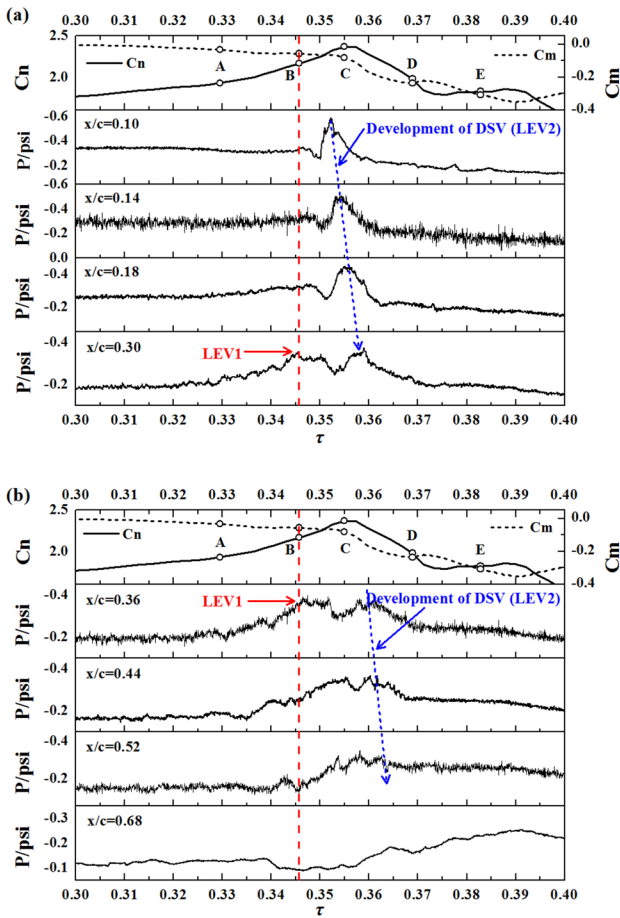 (a)
0.30 0.31 0.32 0.33 0.34 0.35 0.36 0.37 0.38 0.39 0.40
2.5 0.0
Cn Cm
A B C D E
Cn Cm
2.0 -0.2
-0.4
-0.6
x/c=0.10
Development of DSV (LEV2)
-0.4
P/psi
-0.2
-0.6
x/c=0.14
-0.4
P/psi
-0.2
0.0
x/c=0.18
-0.4
P/psi
-0.2
x/c=0.30
-0.4
LEV1
P/psi
-0.2
0.30 0.31 0.32 0.33 0.34 0.35 0.36 0.37 0.38 0.39 0.40
τ
(b)
0.30 0.31 0.32 0.33 0.34 0.35 0.36 0.37 0.38 0.39 0.40
2.5 0.0
Cn Cm
A B C D E
Cn Cm
2.0 -0.2
-0.4
x/c=0.36
-0.4
LEV1
Development of DSV (LEV2)
P/psi
-0.2
x/c=0.44
-0.4
P/psi
-0.2
x/c=0.52
-0.4
P/psi
-0.2
-0.3
x/c=0.68
-0.2
P/psi
-0.1
0.30 0.31 0.32 0.33 0.34 0.35 0.36 0.37 0.38 0.39 0.40
τ